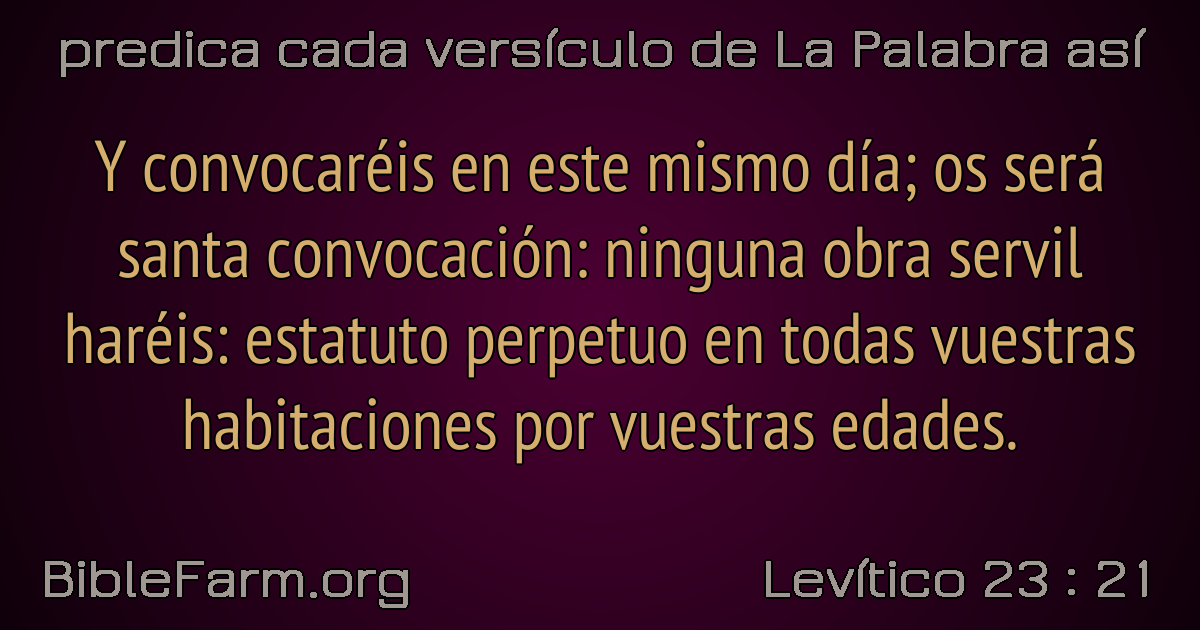 predica cada versículo de La Palabra así
Y convocaréis en este mismo día; os será
santa convocación: ninguna obra servil
haréis: estatuto perpetuo en todas vuestras
habitaciones por vuestras edades.
BibleFarm.org
Levítico 23 : 21